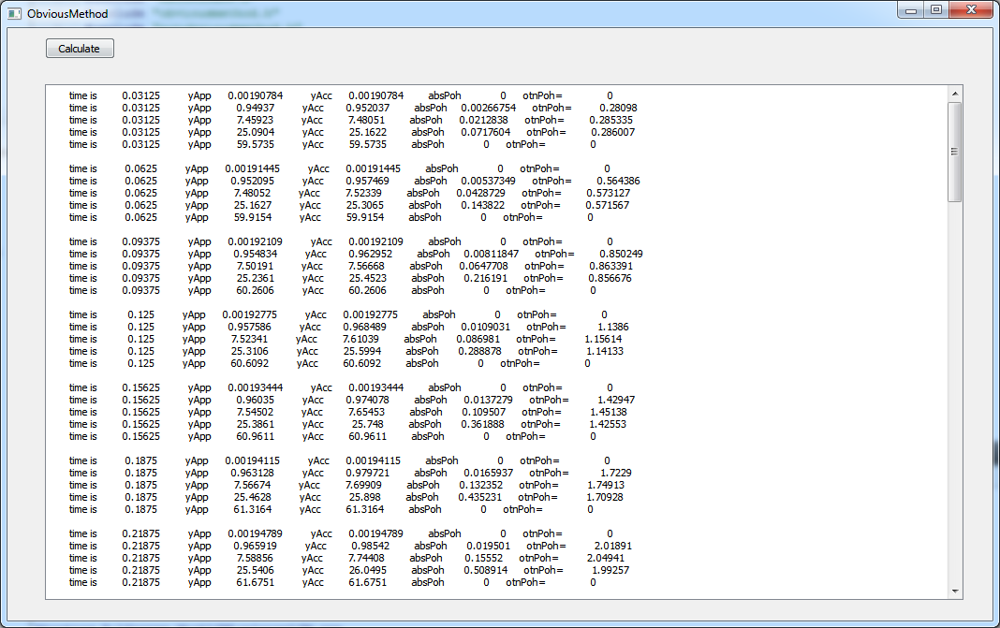 ObviousMethod
Calculate
time is 0.03125 yApp 0.00190784 yAcc 0.00190784 absPoh 0 otnPoh= 0
time is 0.03125 yApp 0.94937 yAcc 0.952037 absPoh 0.00266754 otnPoh= 0.28098
time is 0.03125 yApp 7.45923 yAcc 7.48051 absPoh 0.0212838 otnPoh= 0.285335
time is 0.03125 yApp 25.0904 yAcc 25.1622 absPoh 0.0717604 otnPoh= 0.286007
time is 0.03125 yApp 59.5735 yAcc 59.5735 absPoh 0 otnPoh= 0
time is 0.0625 yApp 0.00191445 yAcc 0.00191445 absPoh 0 otnPoh= 0
time is 0.0625 yApp 0.952095 yAcc 0.957469 absPoh 0.00537349 otnPoh= 0.564386
time is 0.0625 yApp 7.48052 yAcc 7.52339 absPoh 0.0428729 otnPoh= 0.573127
time is 0.0625 yApp 25.1627 yAcc 25.3065 absPoh 0.143822 otnPoh= 0.571567
time is 0.0625 yApp 59.9154 yAcc 59.9154 absPoh 0 otnPoh= 0
time is 0.09375 yApp 0.00192109 yAcc 0.00192109 absPoh 0 otnPoh= 0
time is 0.09375 yApp 0.954834 yAcc 0.962952 absPoh 0.00811847 otnPoh= 0.850249
time is 0.09375 yApp 7.50191 yAcc 7.56668 absPoh 0.0647708 otnPoh= 0.863391
time is 0.09375 yApp 25.2361 yAcc 25.4523 absPoh 0.216191 otnPoh= 0.856676
time is 0.09375 yApp 60.2606 yAcc 60.2606 absPoh 0 otnPoh= 0
time is 0.125 yApp 0.00192775 yAcc 0.00192775 absPoh 0 otnPoh= 0
time is 0.125 yApp 0.957586 yAcc 0.968489 absPoh 0.0109031 otnPoh= 1.1386
time is 0.125 yApp 7.52341 yAcc 7.61039 absPoh 0.086981 otnPoh= 1.15614
time is 0.125 yApp 25.3106 yAcc 25.5994 absPoh 0.288878 otnPoh= 1.14133
time is 0.125 yApp 60.6092 yAcc 60.6092 absPoh 0 otnPoh= 0
time is 0.15625 yApp 0.00193444 yAcc 0.00193444 absPoh 0 otnPoh= 0
time is 0.15625 yApp 0.96035 yAcc 0.974078 absPoh 0.0137279 otnPoh= 1.42947
time is 0.15625 yApp 7.54502 yAcc 7.65453 absPoh 0.109507 otnPoh= 1.45138
time is 0.15625 yApp 25.3861 yAcc 25.748 absPoh 0.361888 otnPoh= 1.42553
time is 0.15625 yApp 60.9611 yAcc 60.9611 absPoh 0 otnPoh= 0
time is 0.1875 yApp 0.00194115 yAcc 0.00194115 absPoh 0 otnPoh= 0
time is 0.1875 yApp 0.963128 yAcc 0.979721 absPoh 0.0165937 otnPoh= 1.7229
time is 0.1875 yApp 7.56674 yAcc 7.69909 absPoh 0.132352 otnPoh= 1.74913
time is 0.1875 yApp 25.4628 yAcc 25.898 absPoh 0.435231 otnPoh= 1.70928
time is 0.1875 yApp 61.3164 yAcc 61.3164 absPoh 0 otnPoh= 0
time is 0.21875 yApp 0.00194789 yAcc 0.00194789 absPoh 0 otnPoh= 0
time is 0.21875 yApp 0.965919 yAcc 0.98542 absPoh 0.019501 otnPoh= 2.01891
time is 0.21875 yApp 7.58856 yAcc 7.74408 absPoh 0.15552 otnPoh= 2.04941
time is 0.21875 yApp 25.5406 yAcc 26.0495 absPoh 0.508914 otnPoh= 1.99257
time is 0.21875 yApp 61.6751 yAcc 61.6751 absPoh 0 otnPoh= 0